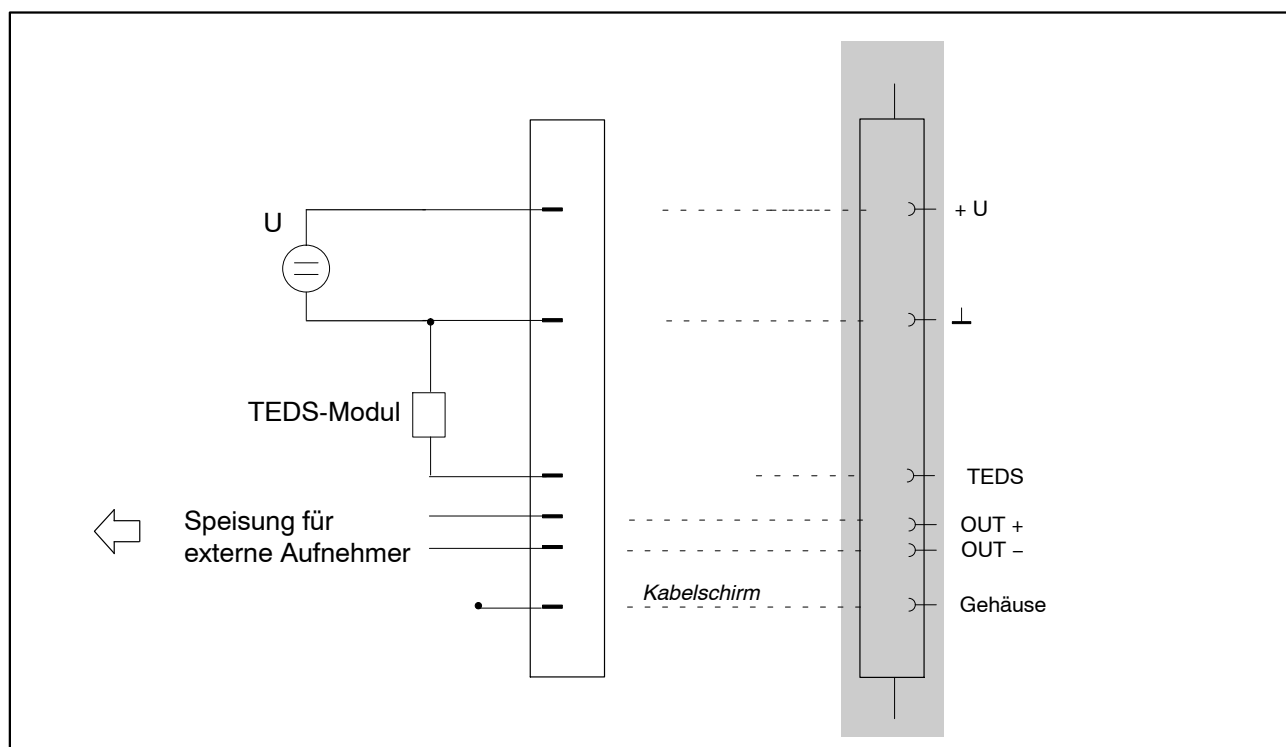 U
+ U
⊥
TEDS-Modul
TEDS
Speisung für
externe Aufnehmer
OUT +
OUT −
Kabelschirm
Gehäuse